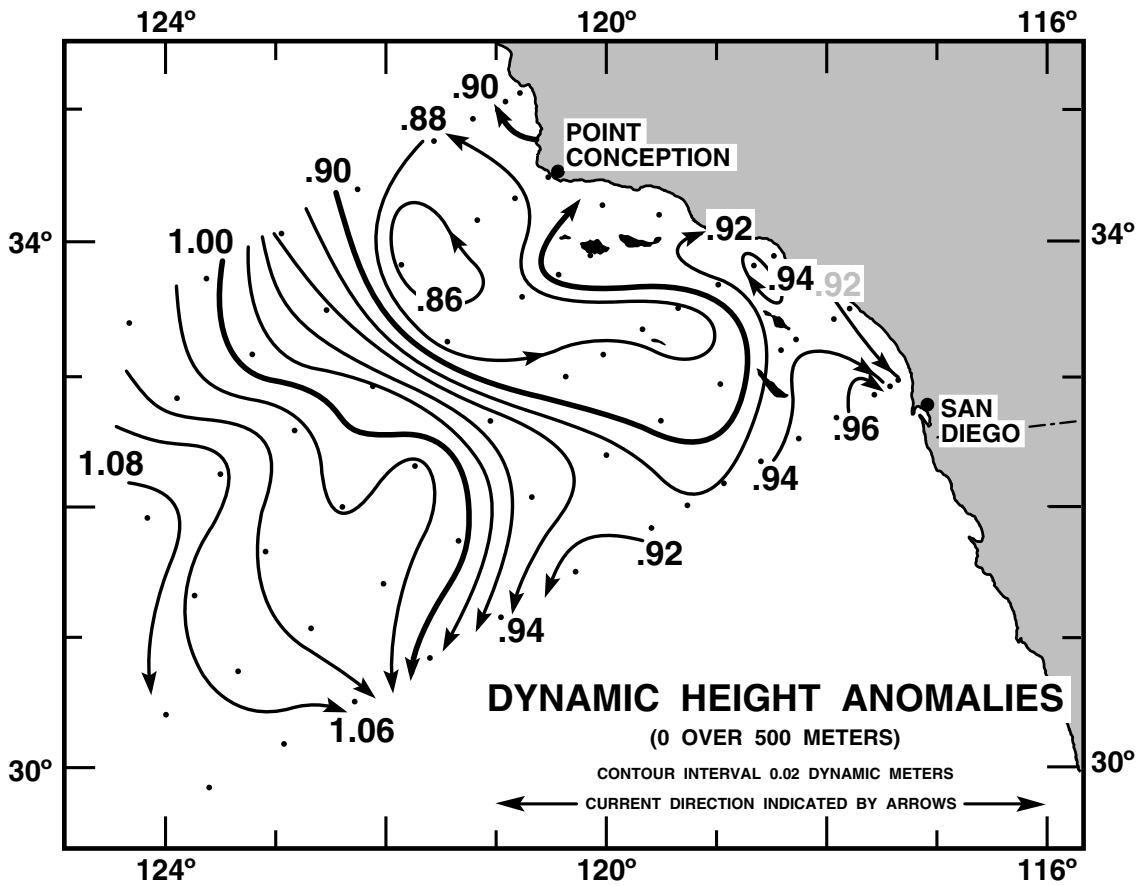 124º 120º 116º
.90
.88
POINT
CONCEPTION
.90
34º 1.00 .92 34º
.94 .92
.86
SAN
DIEGO
.96
1.08 .94
.92
.94
DYNAMIC HEIGHT ANOMALIES
1.06
(0 OVER 500 METERS)
30º 30º
CONTOUR INTERVAL 0.02 DYNAMIC METERS
CURRENT DIRECTION INDICATED BY ARROWS
124º 120º 116º